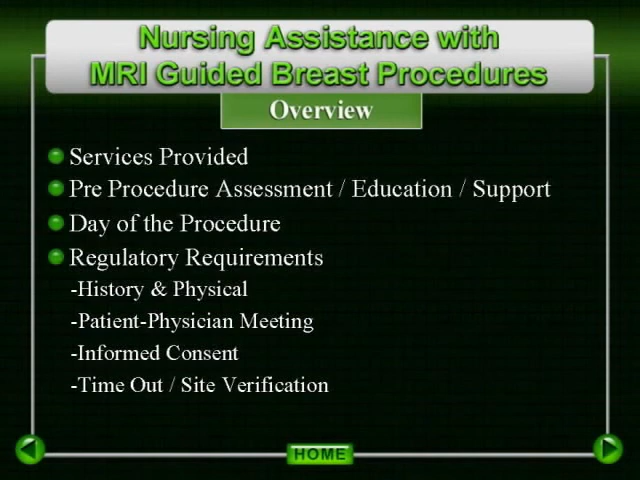 Nursing Assistance with
MRI Guided Breast Procedures
Overview
Services Provided
Pre Procedure Assessment / Education / Support
Day of the Procedure
Regulatory Requirements
-History & Physical
-Patient-Physician Meeting
-Informed Consent
-Time Out / Site Verification
HOME